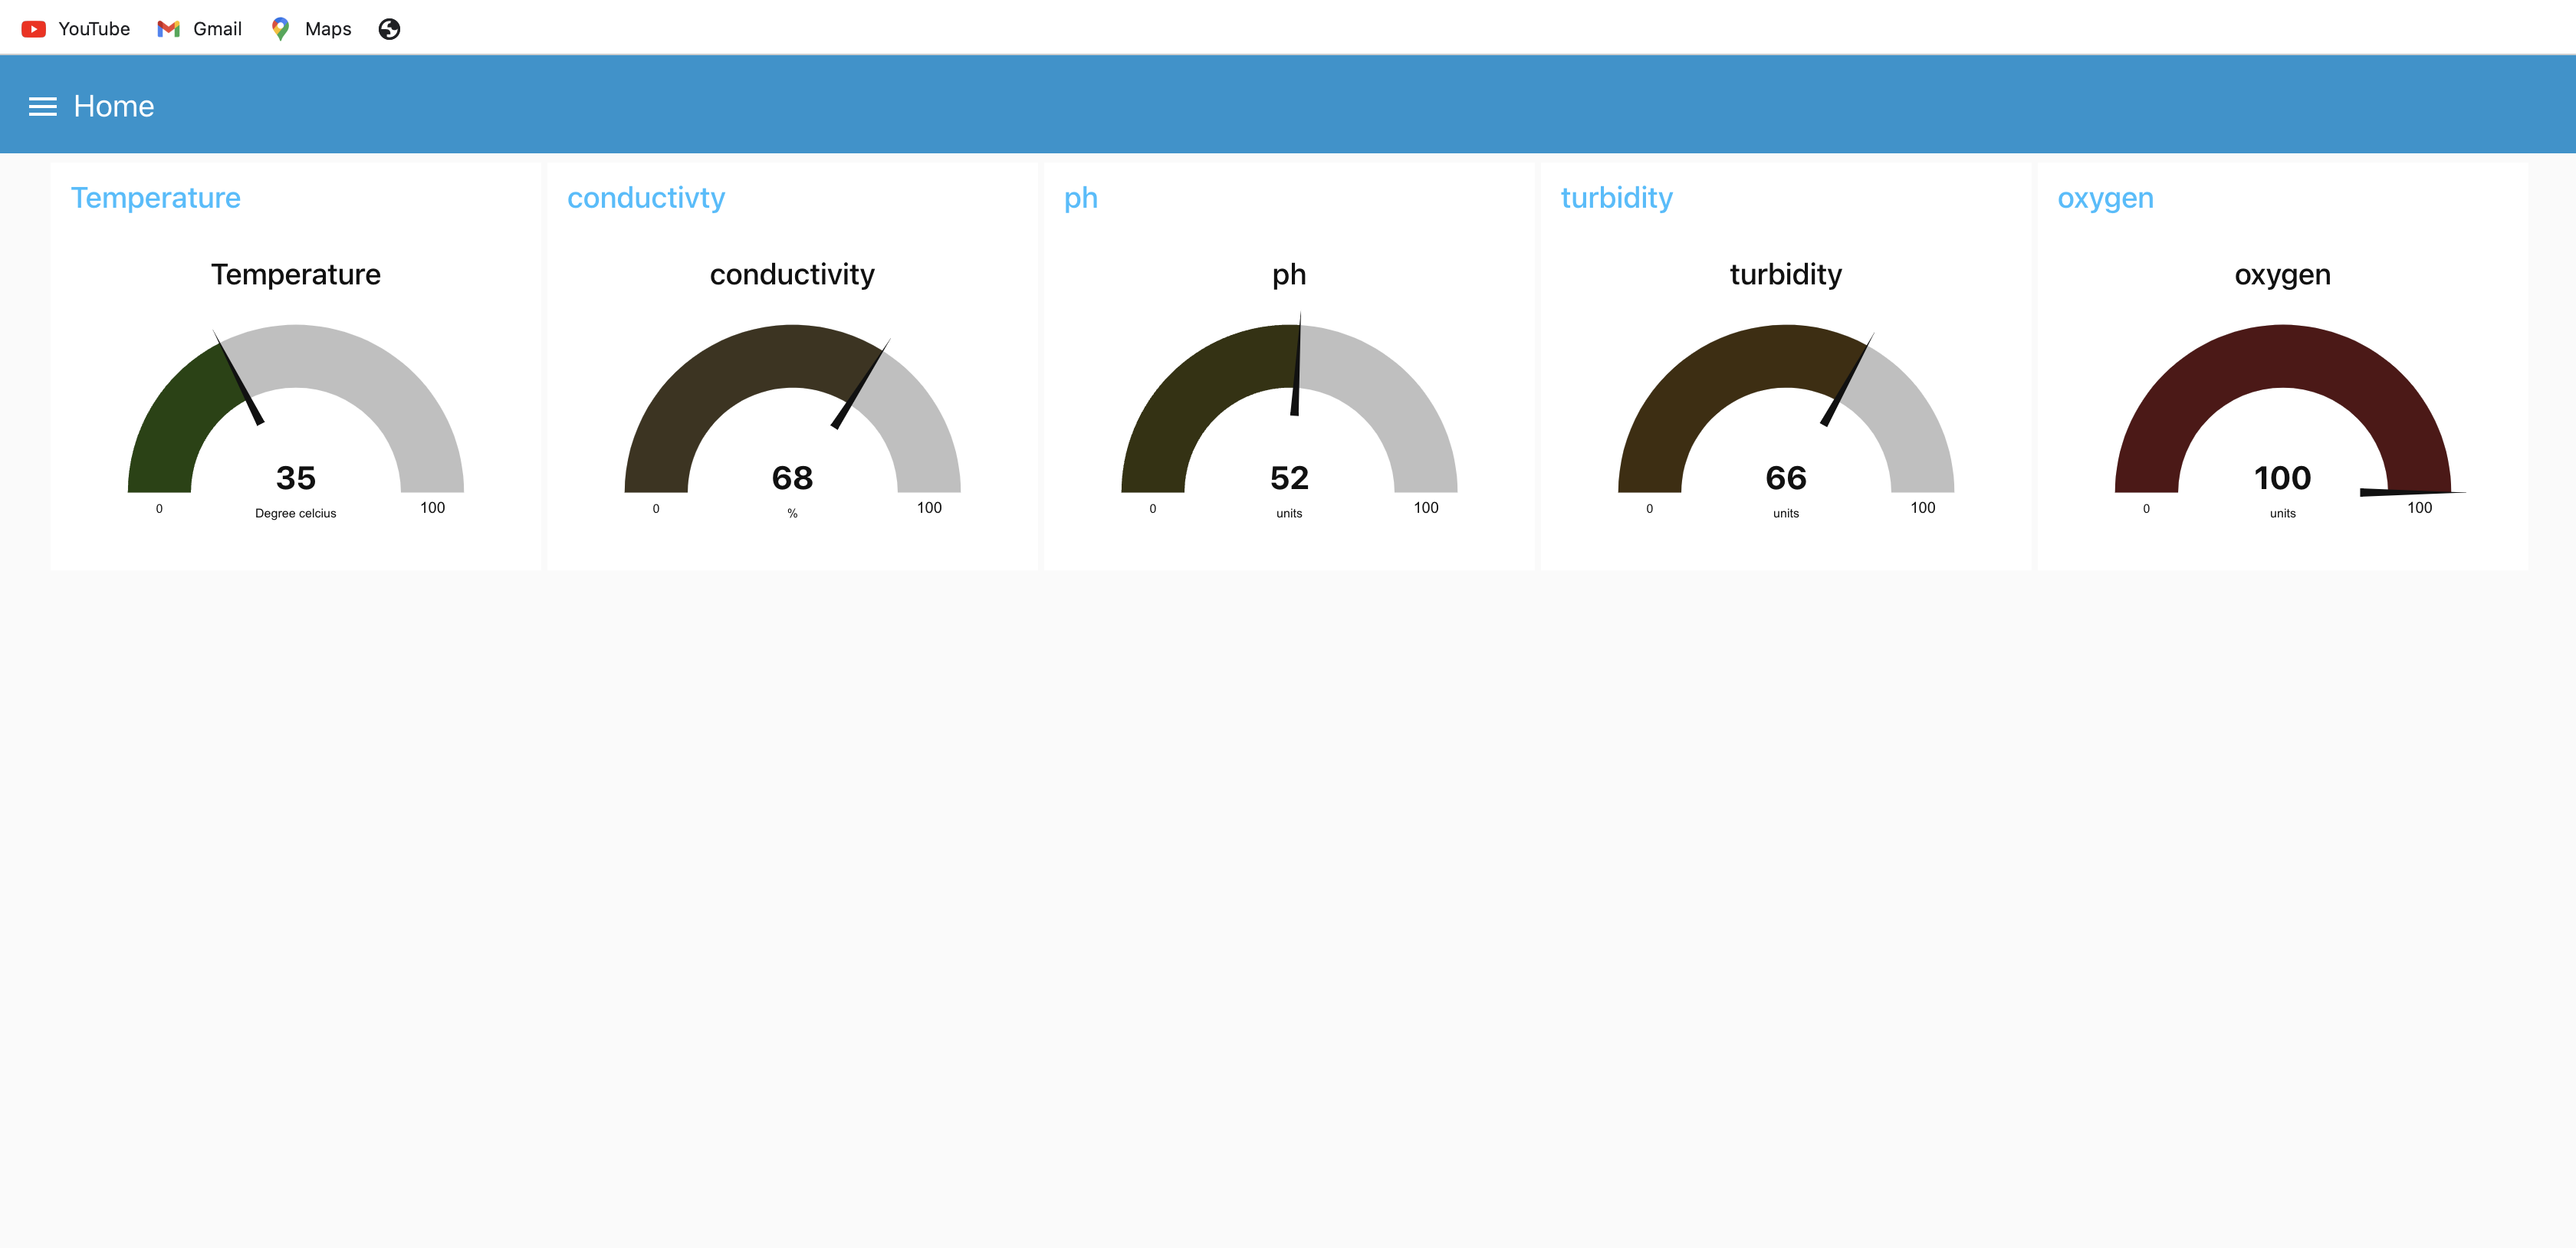 YouTube Gmail Maps
Home
Temperature conductivty ph turbidity oxygen
Temperature conductivity ph turbidity oxygen
35 68 52 66 100
0 Degree celcius 100 0 % 100 0 units 100 0 units 100 0 units 100